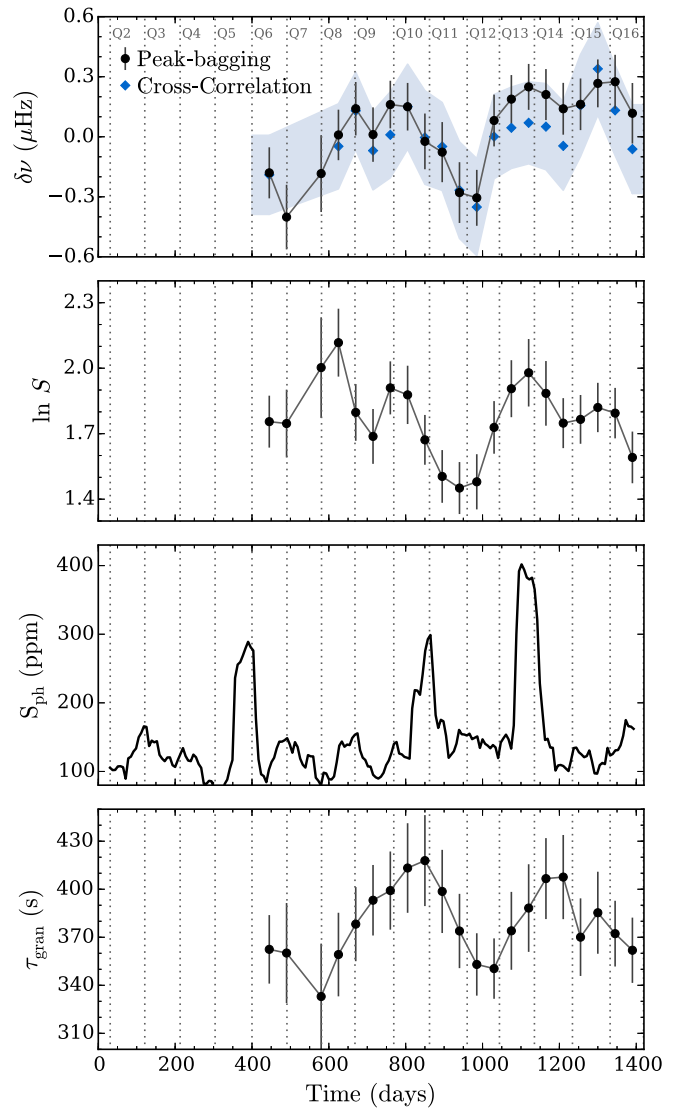 Q2 Q3 Q4 Q5 Q6 Q7 Q8 Q9 Q10 Q11 Q12 Q13 Q14 Q15 Q16
Peak-bagging
Cross-Correlation
δν (μHz)
0.6
0.3
0.0
−0.3
−0.6
ln S
2.3
2.0
1.7
1.4
S_ph (ppm)
400
300
200
100
τ_gran (s)
430
400
370
340
310
0 200 400 600 800 1000 1200 1400
Time (days)